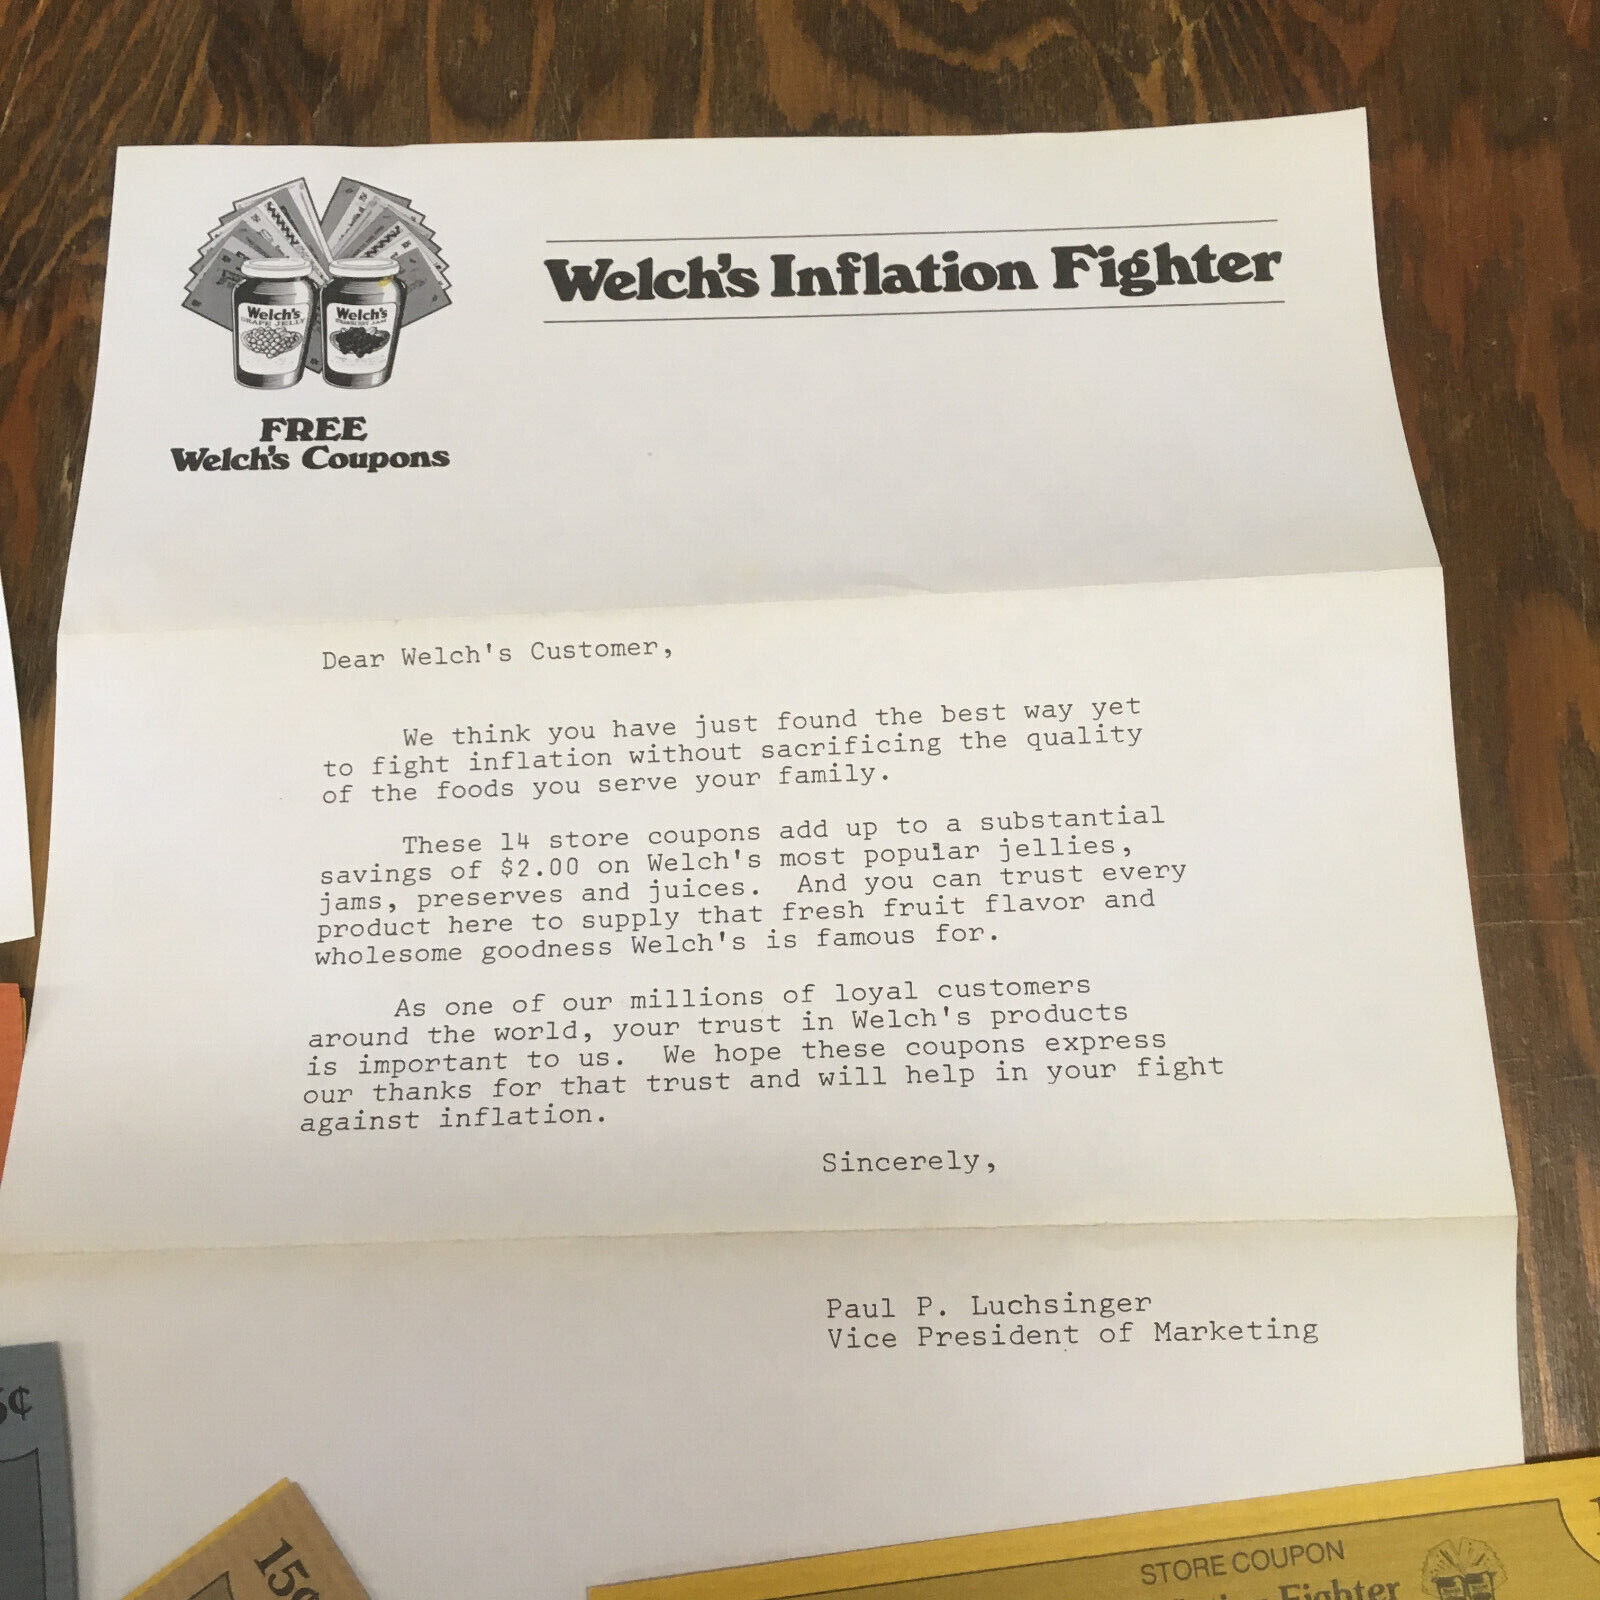 Welch's Inflation Fighter
Welch's
GRAPE JELLY
Welch's
STRAWBERRY JAM
FREE
Welch's Coupons
Dear Welch's Customer,
We think you have just found the best way yet
to fight inflation without sacrificing the quality
of the foods you serve your family.
These 14 store coupons add up to a substantial
savings of $2.00 on Welch's most popular jellies,
jams, preserves and juices. And you can trust every
product here to supply that fresh fruit flavor and
wholesome goodness Welch's is famous for.
As one of our millions of loyal customers
around the world, your trust in Welch's products
is important to us. We hope these coupons express
our thanks for that trust and will help in your fight
against inflation.
Sincerely,
Paul P. Luchsinger
Vice President of Marketing
15¢
STORE COUPON
Fighter